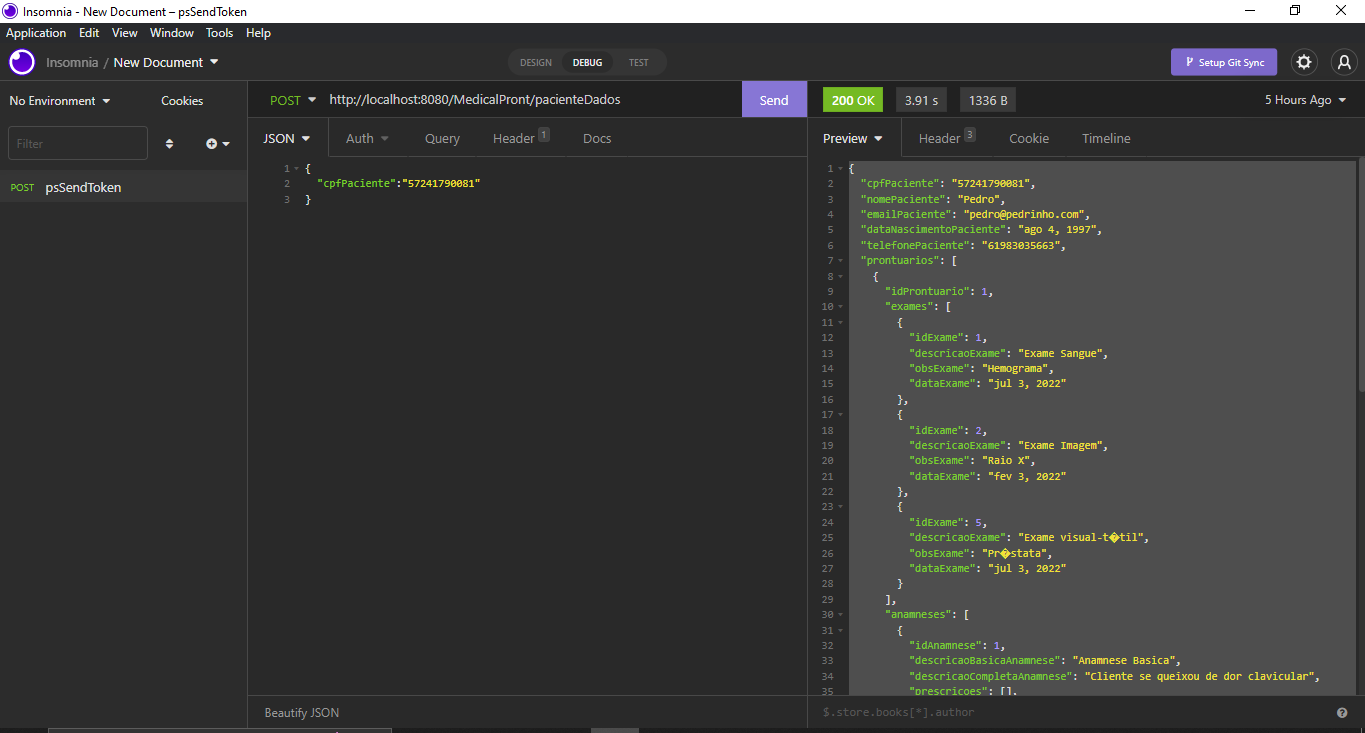 Insomnia - New Document – psSendToken
Application Edit View Window Tools Help
Insomnia / New Document
DESIGN DEBUG TEST
Setup Git Sync
No Environment
Cookies
Filter
POST psSendToken
POST http://localhost:8080/MedicalPront/pacienteDados
Send
JSON Auth Query Header 1 Docs
1 {
2 "cpfPaciente":"57241790081"
3 }
Beautify JSON
200 OK 3.91 s 1336 B 5 Hours Ago
Preview Header 3 Cookie Timeline
1 {
2 "cpfPaciente": "57241790081",
3 "nomePaciente": "Pedro",
4 "emailPaciente": "pedro@pedrinho.com",
5 "dataNascimentoPaciente": "ago 4, 1997",
6 "telefonePaciente": "61983035663",
7 "prontuarios": [
8 {
9 "idProntuario": 1,
10 "exames": [
11 {
12 "idExame": 1,
13 "descricaoExame": "Exame Sangue",
14 "obsExame": "Hemograma",
15 "dataExame": "jul 3, 2022"
16 },
17 {
18 "idExame": 2,
19 "descricaoExame": "Exame Imagem",
20 "obsExame": "Raio X",
21 "dataExame": "fev 3, 2022"
22 },
23 {
24 "idExame": 5,
25 "descricaoExame": "Exame visual-t�til",
26 "obsExame": "Pr�stata",
27 "dataExame": "jul 3, 2022"
28 }
29 ],
30 "anamneses": [
31 {
32 "idAnamnese": 1,
33 "descricaoBasicaAnamnese": "Anamnese Basica",
34 "descricaoCompletaAnamnese": "Cliente se queixou de dor clavicular",
35 "prescricoes": [],
$.store.books[*].author